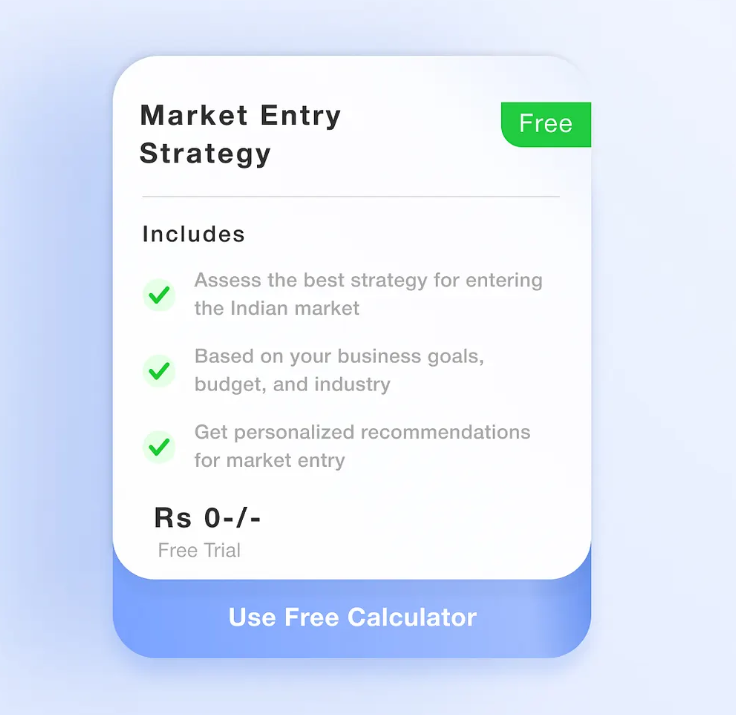 Market Entry
Strategy
Free
Includes
Assess the best strategy for entering
the Indian market
Based on your business goals,
budget, and industry
Get personalized recommendations
for market entry
Rs 0-/-
Free Trial
Use Free Calculator